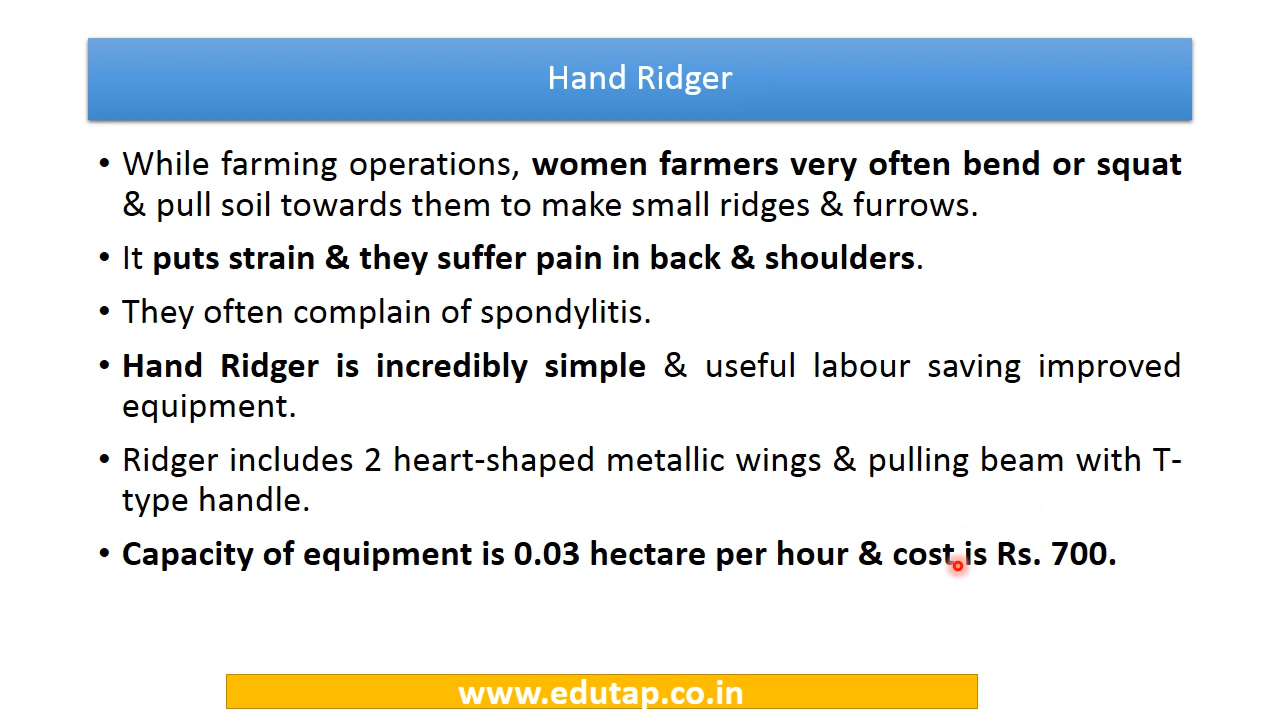 Hand Ridger
• While farming operations, women farmers very often bend or squat
& pull soil towards them to make small ridges & furrows.
• It puts strain & they suffer pain in back & shoulders.
• They often complain of spondylitis.
• Hand Ridger is incredibly simple & useful labour saving improved
equipment.
• Ridger includes 2 heart-shaped metallic wings & pulling beam with T-
type handle.
• Capacity of equipment is 0.03 hectare per hour & cost is Rs. 700.
www.edutap.co.in